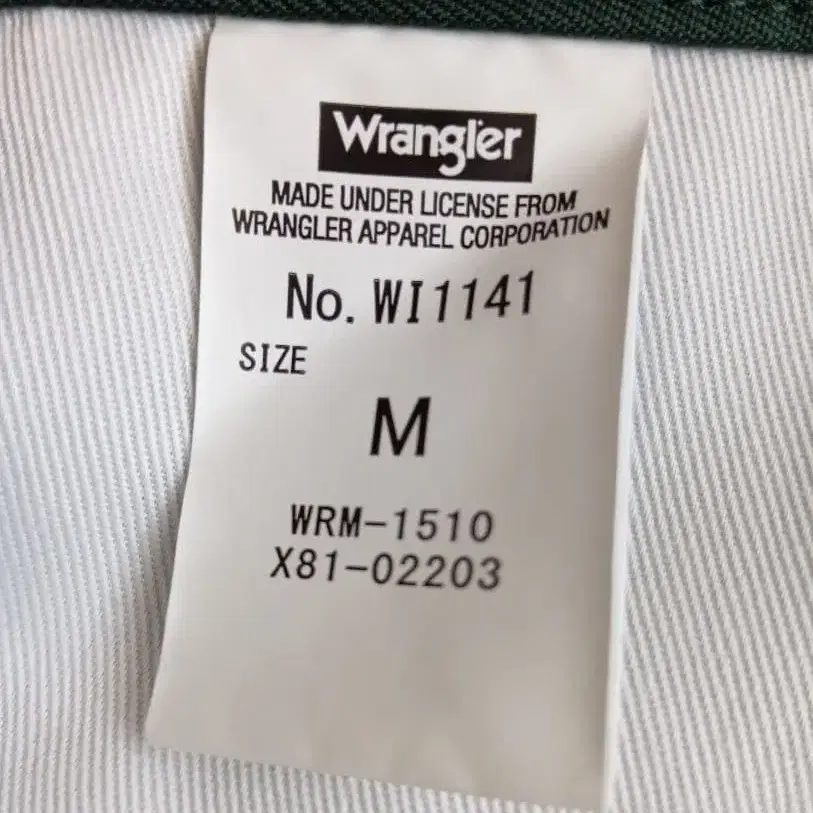 Wrangler
MADE UNDER LICENSE FROM
WRANGLER APPAREL CORPORATION
No. WI1141
SIZE
M
WRM-1510
X81-02203